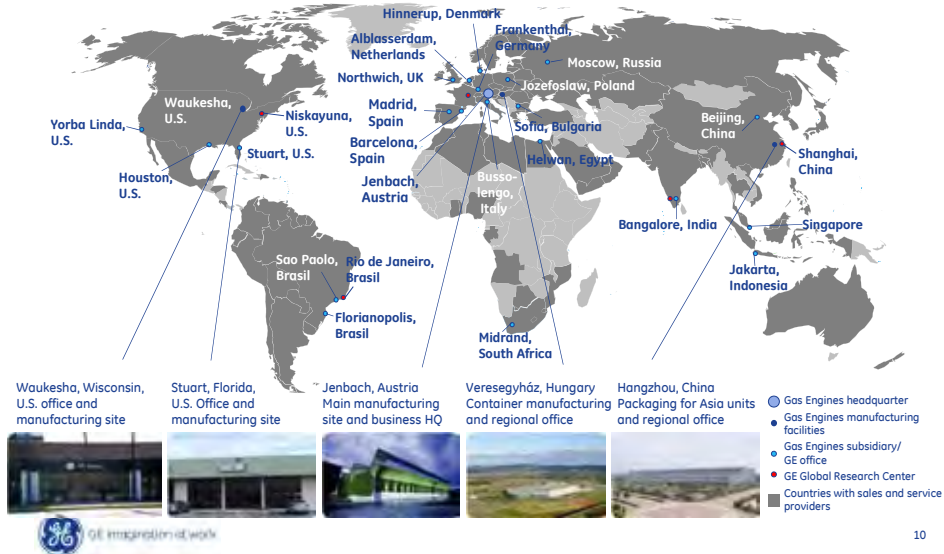 Hinnerup, Denmark
Alblasserdam,
Netherlands
Frankenthal,
Germany
Northwich, UK
Moscow, Russia
Jozefoslaw, Poland
Waukesha,
U.S.
Niskayuna,
U.S.
Yorba Linda,
U.S.
Madrid,
Spain
Sofia, Bulgaria
Beijing,
China
Stuart, U.S.
Barcelona,
Spain
Helwan, Egypt
Shanghai,
China
Houston,
U.S.
Jenbach,
Austria
Busso-
lengo,
Italy
Bangalore, India
Singapore
Sao Paolo,
Brasil
Rio de Janeiro,
Brasil
Jakarta,
Indonesia
Florianopolis,
Brasil
Midrand,
South Africa
Waukesha, Wisconsin,
U.S. office and
manufacturing site
Stuart, Florida,
U.S. Office and
manufacturing site
Jenbach, Austria
Main manufacturing
site and business HQ
Veresegyház, Hungary
Container manufacturing
and regional office
Hangzhou, China
Packaging for Asia units
and regional office
Gas Engines headquarter
Gas Engines manufacturing
facilities
Gas Engines subsidiary/
GE office
GE Global Research Center
Countries with sales and service
providers
GE imagination at work
10